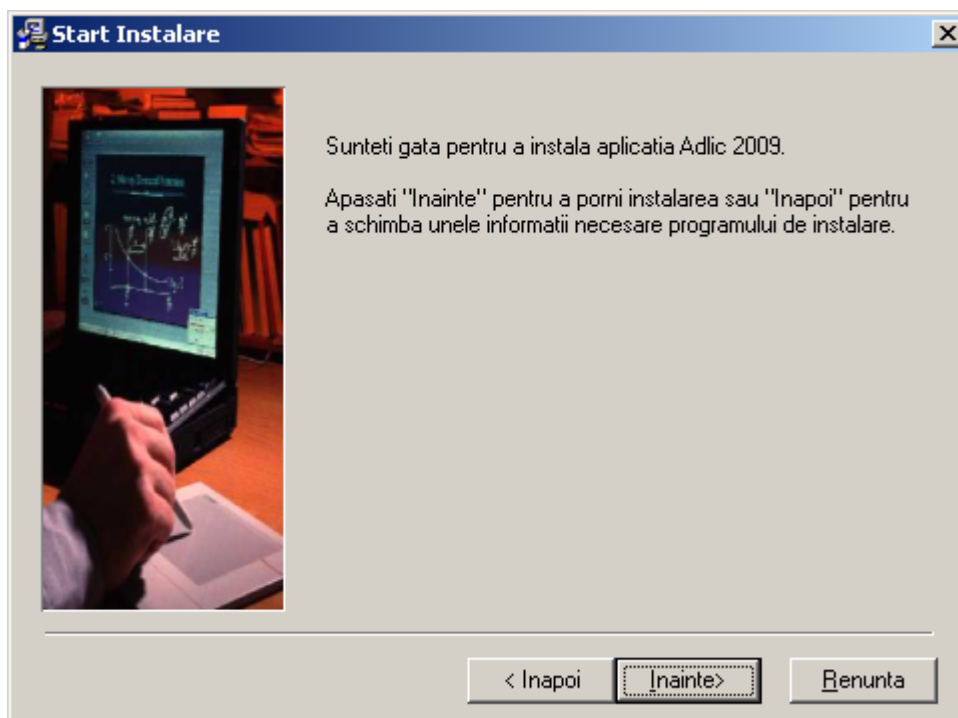 Start Instalare
Sunteti gata pentru a instala aplicatia Adlic 2009.
Apasati "Inainte" pentru a porni instalarea sau "Inapoi" pentru
a schimba unele informatii necesare programului de instalare.
< Inapoi
Inainte>
Renunta